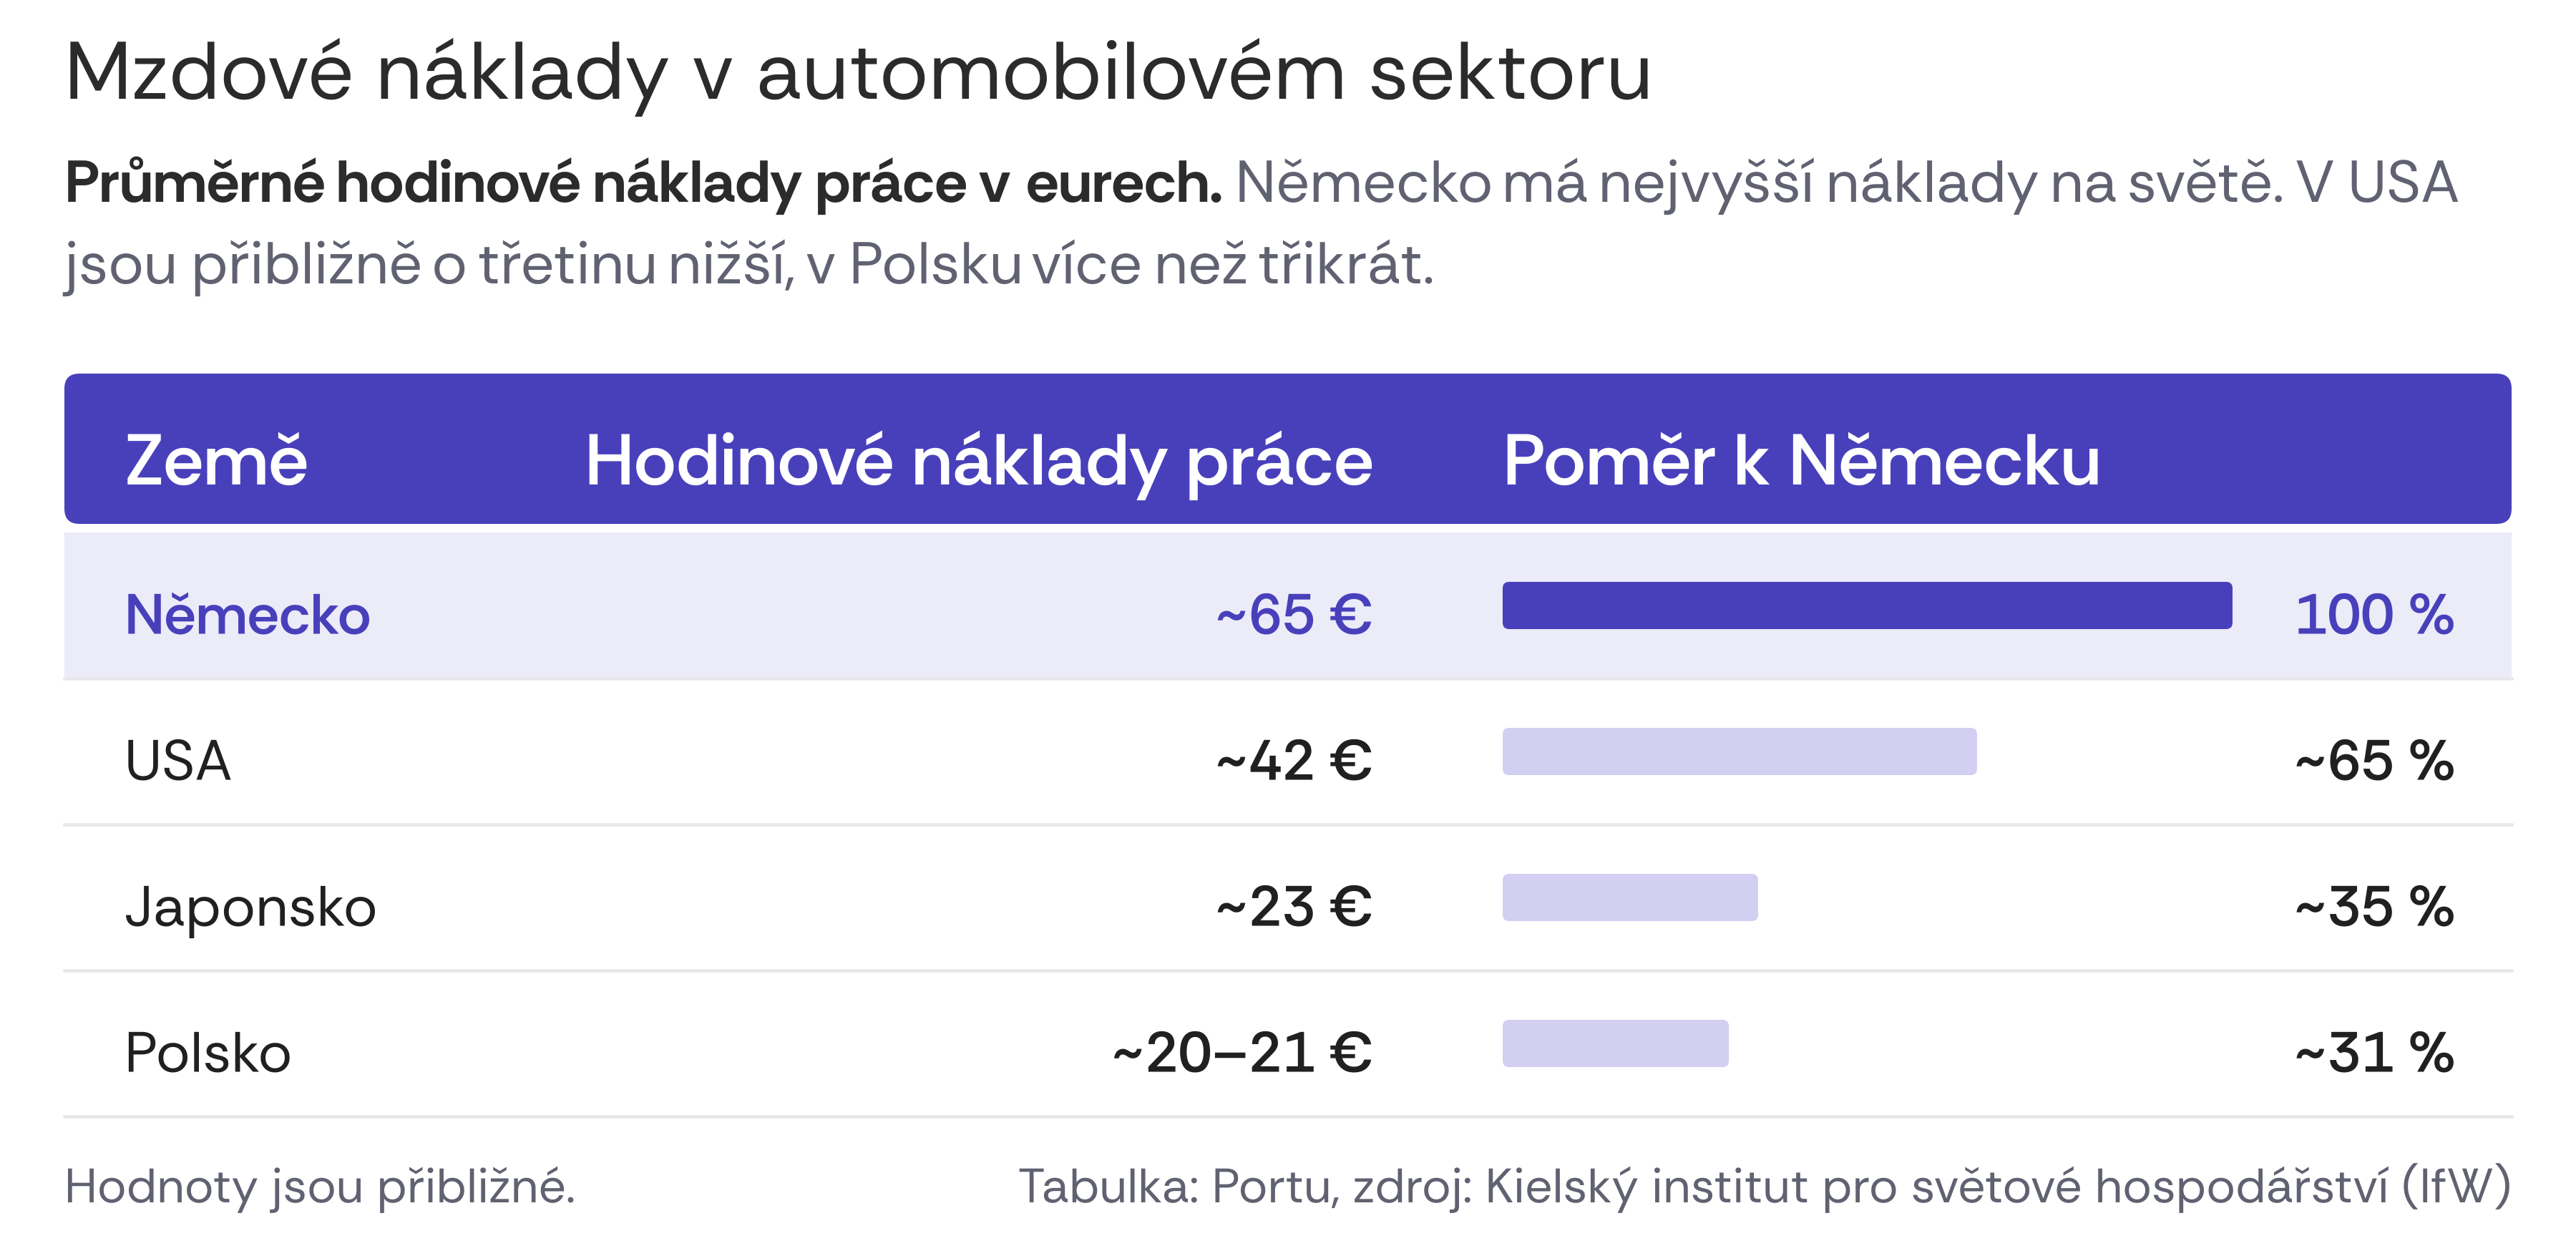 Mzdové náklady v automobilovém sektoru
Průměrné hodinové náklady práce v eurech. Německo má nejvyšší náklady na světě. V USA
jsou přibližně o třetinu nižší, v Polsku více než třikrát.
Země Hodinové náklady práce Poměr k Německu
Německo ~65 € 100 %
USA ~42 € ~65 %
Japonsko ~23 € ~35 %
Polsko ~20–21 € ~31 %
Hodnoty jsou přibližné. Tabulka: Portu, zdroj: Kielský institut pro světové hospodářství (IfW)